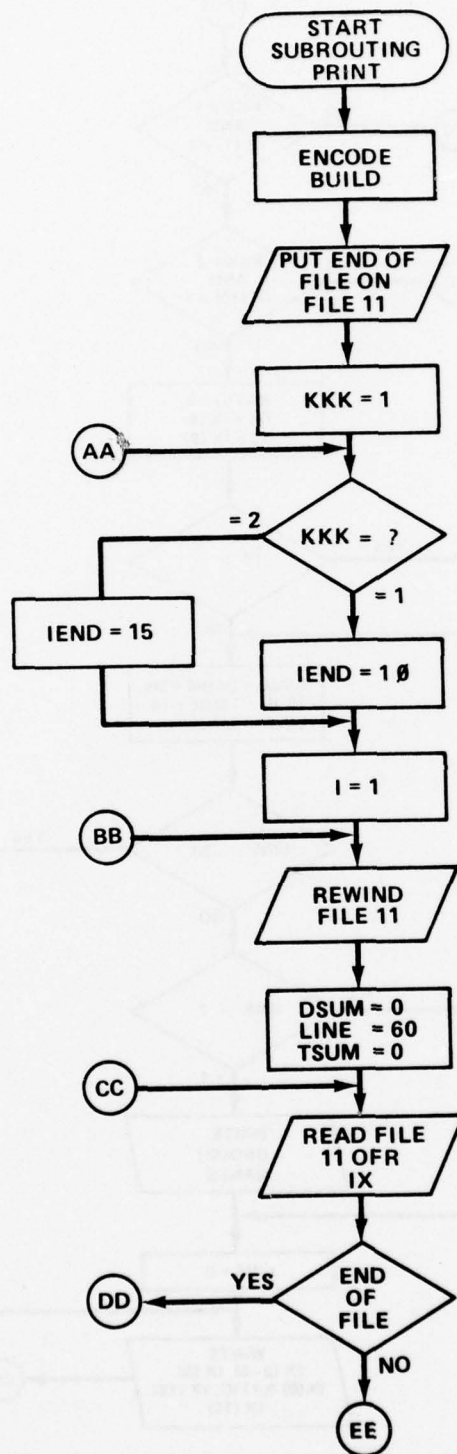 START
SUBROUTING
PRINT
ENCODE
BUILD
PUT END OF
FILE ON
FILE 11
KKK = 1
AA
= 2
KKK = ?
= 1
IEND = 15
IEND = 1Ø
I = 1
BB
REWIND
FILE 11
DSUM = 0
LINE = 60
TSUM = 0
CC
READ FILE
11 OFR
IX
YES
END
OF
FILE
DD
NO
EE